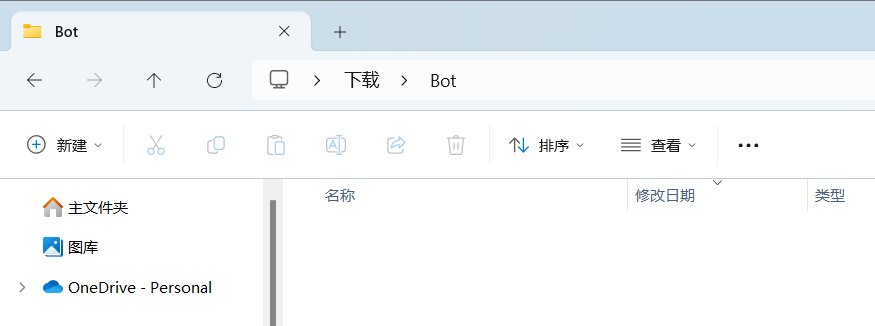 Bot
下载 Bot
新建 排序 查看
名称 修改日期 类型
主文件夹
图库
OneDrive - Personal